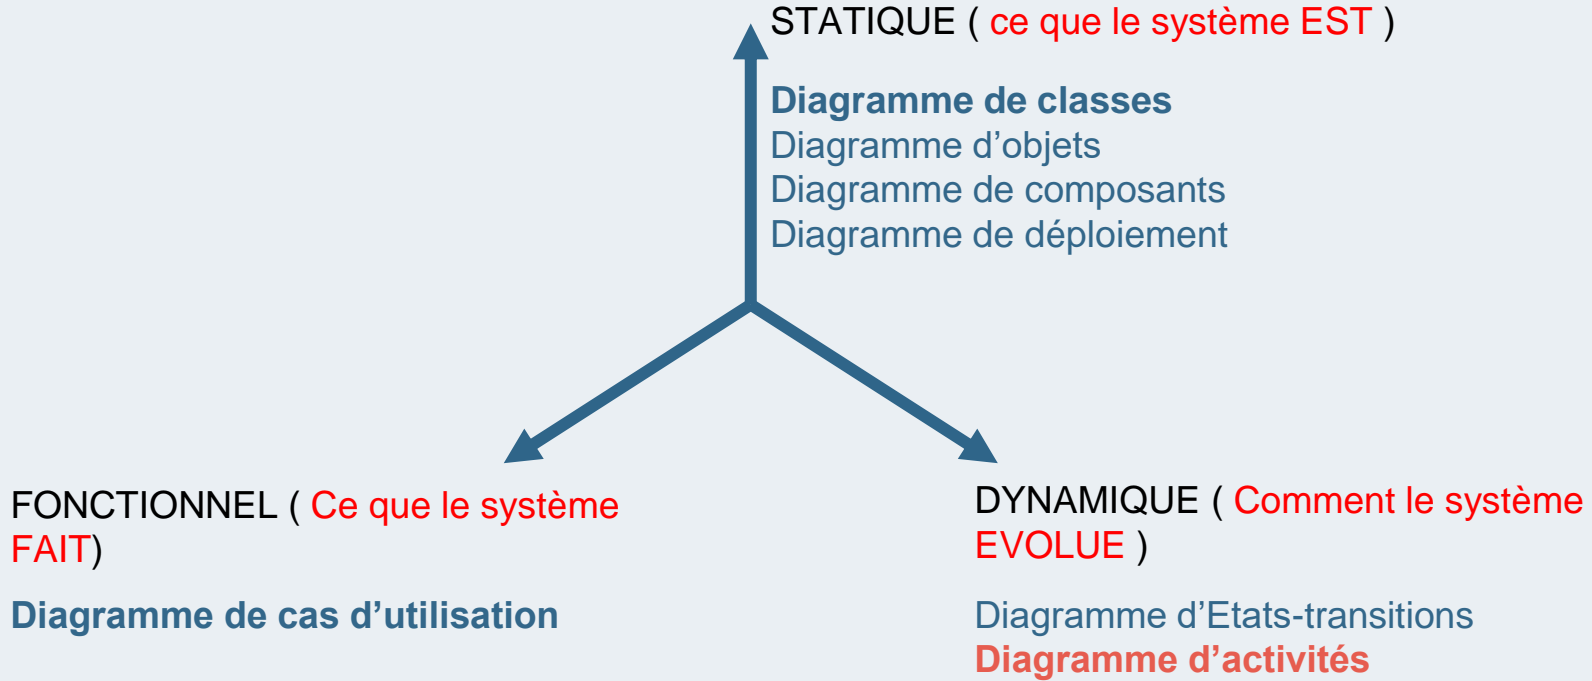 STATIQUE ( ce que le système EST )
Diagramme de classes
Diagramme d’objets
Diagramme de composants
Diagramme de déploiement
FONCTIONNEL ( Ce que le système
FAIT)
Diagramme de cas d’utilisation
DYNAMIQUE ( Comment le système
EVOLUE )
Diagramme d’Etats-transitions
Diagramme d’activités